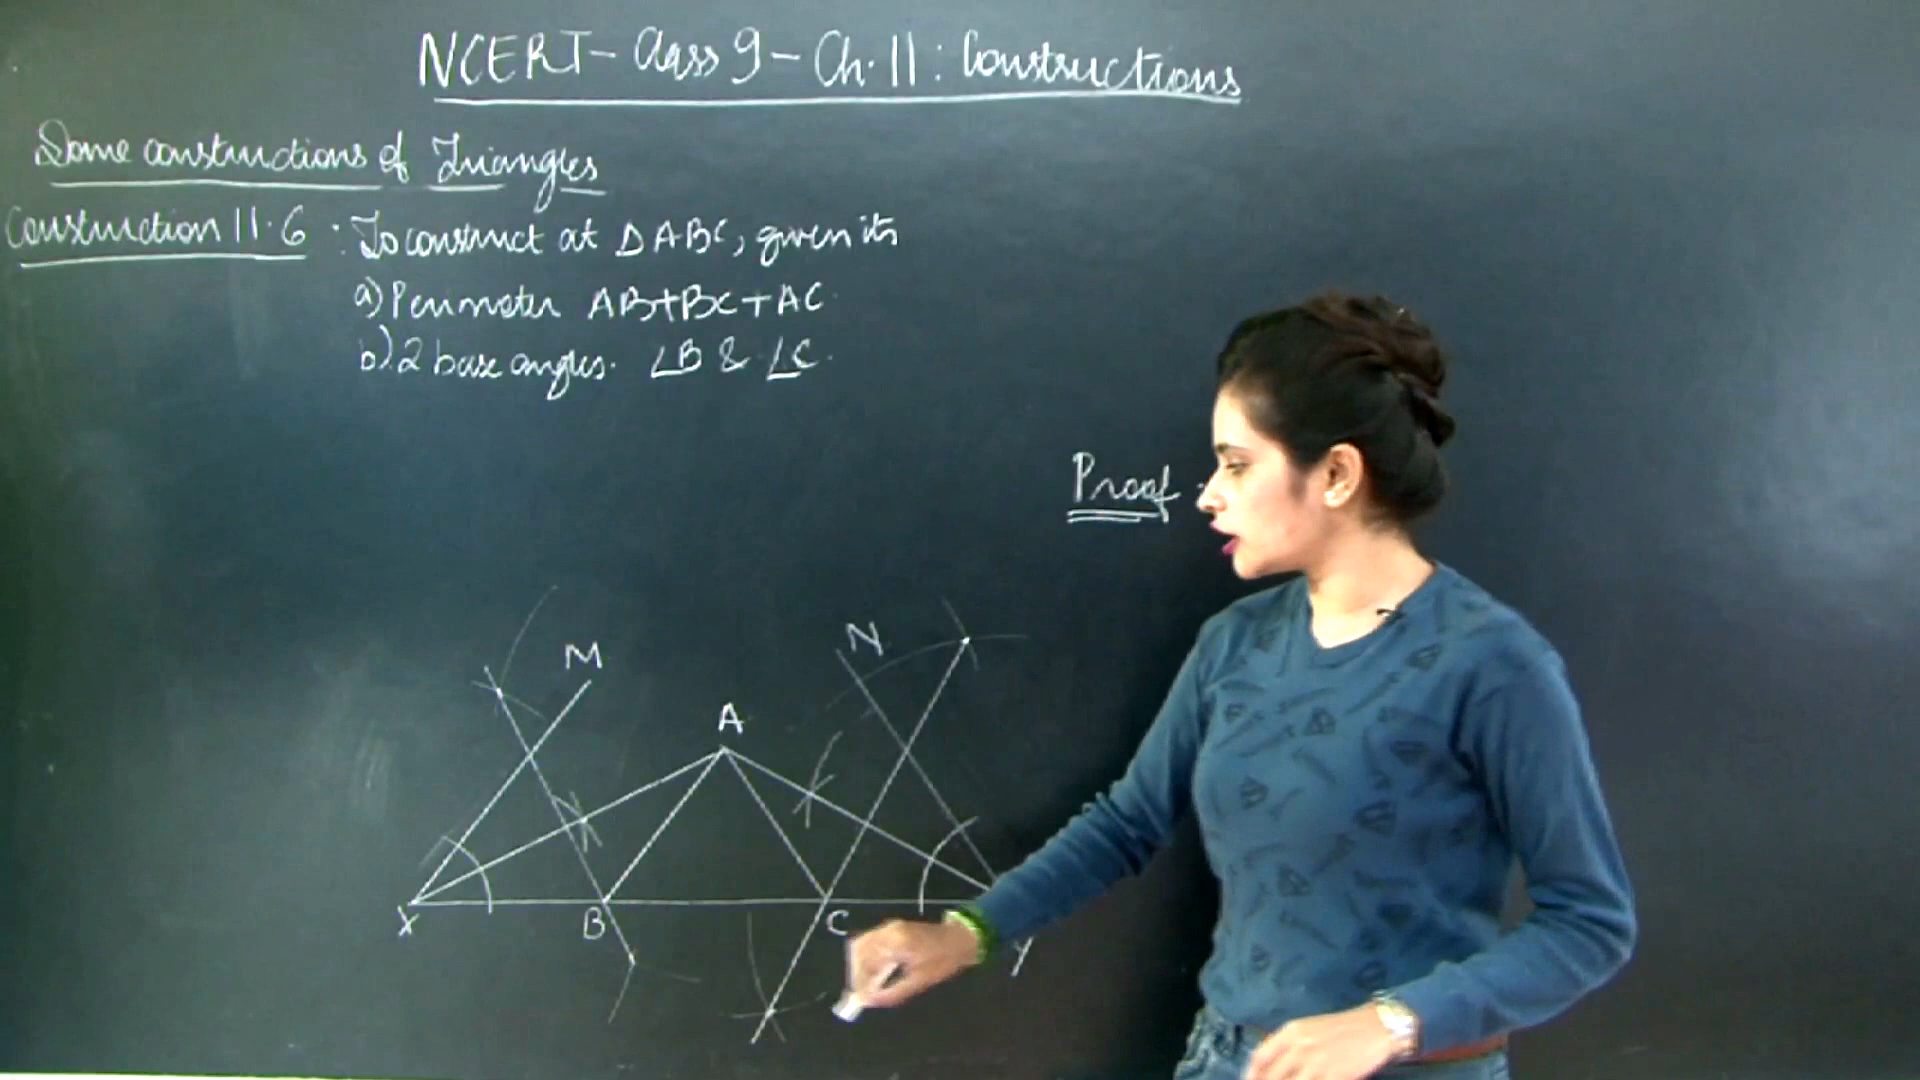 NCERT - Class 9 - Ch. 11 : Constructions
Some constructions of Triangles
Construction 11.6 : To construct at ΔABC, given its
a) Perimeter AB+BC+AC.
b) 2 base angles. ∠B & ∠C.
Proof
M
N
A
X
B
C
Y